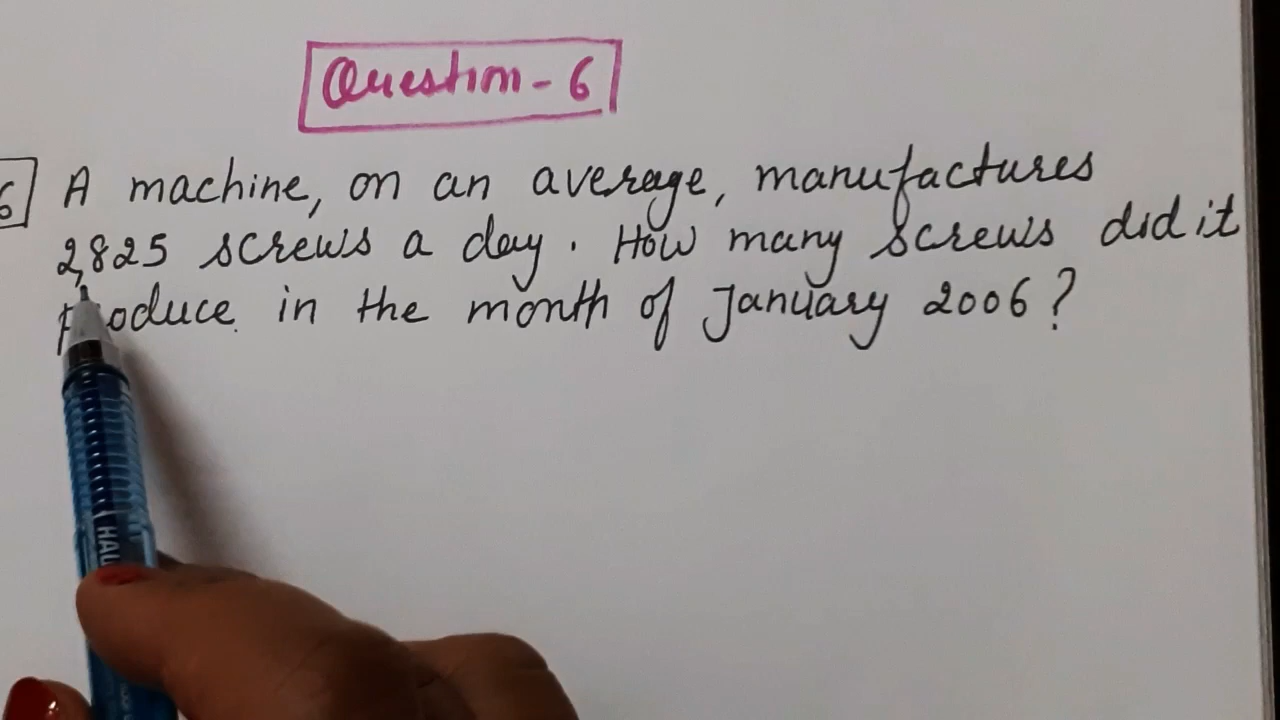 Question-6
6] A machine, on an average, manufactures
2,825 screws a day. How many screws did it
produce in the month of January 2006?
HAU